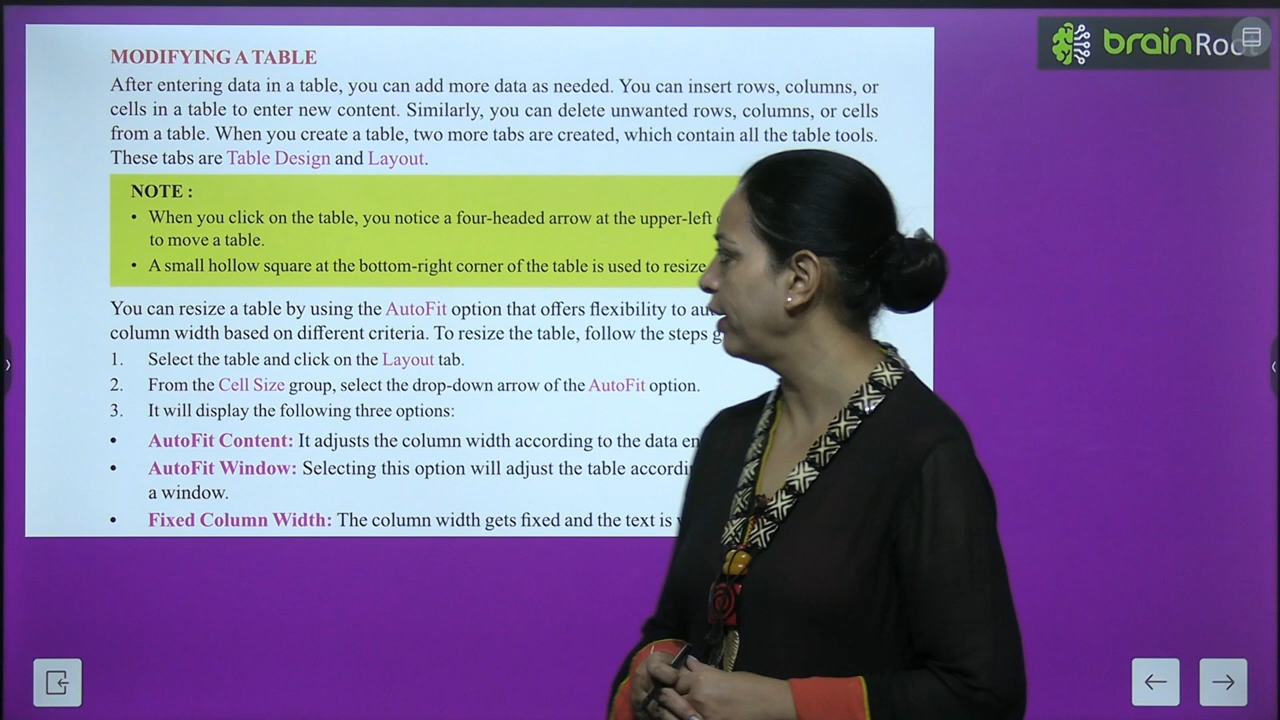 brainRoo
MODIFYING A TABLE
After entering data in a table, you can add more data as needed. You can insert rows, columns, or
cells in a table to enter new content. Similarly, you can delete unwanted rows, columns, or cells
from a table. When you create a table, two more tabs are created, which contain all the table tools.
These tabs are Table Design and Layout.
NOTE :
• When you click on the table, you notice a four-headed arrow at the upper-left
to move a table.
• A small hollow square at the bottom-right corner of the table is used to resize
You can resize a table by using the AutoFit option that offers flexibility to
column width based on different criteria. To resize the table, follow the steps
1. Select the table and click on the Layout tab.
2. From the Cell Size group, select the drop-down arrow of the AutoFit option.
3. It will display the following three options:
• AutoFit Content: It adjusts the column width according to the data
• AutoFit Window: Selecting this option will adjust the table
a window.
• Fixed Column Width: The column width gets fixed and the text is